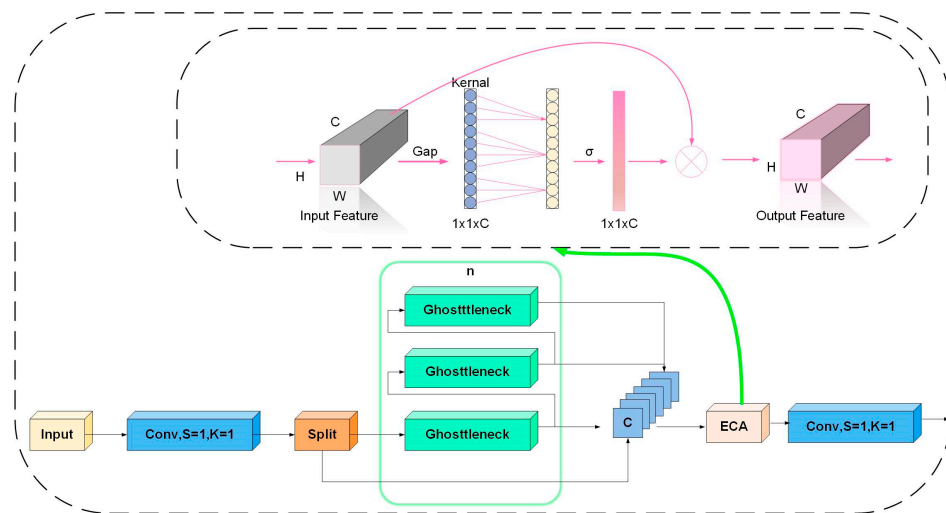 Kernal
C
Gap
σ
H
W
Input Feature
1x1xC
1x1xC
C
H
W
Output Feature
n
Ghostttleneck
Ghosttleneck
Ghosttleneck
Input
Conv,S=1,K=1
Split
C
ECA
Conv,S=1,K=1